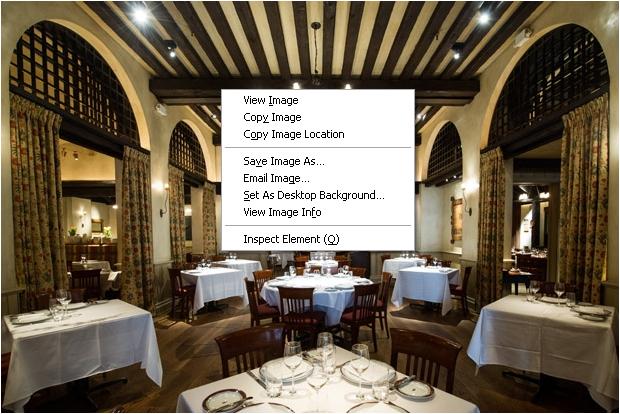 View Image
Copy Image
Copy Image Location
Save Image As...
Email Image...
Set As Desktop Background...
View Image Info
Inspect Element (Q)